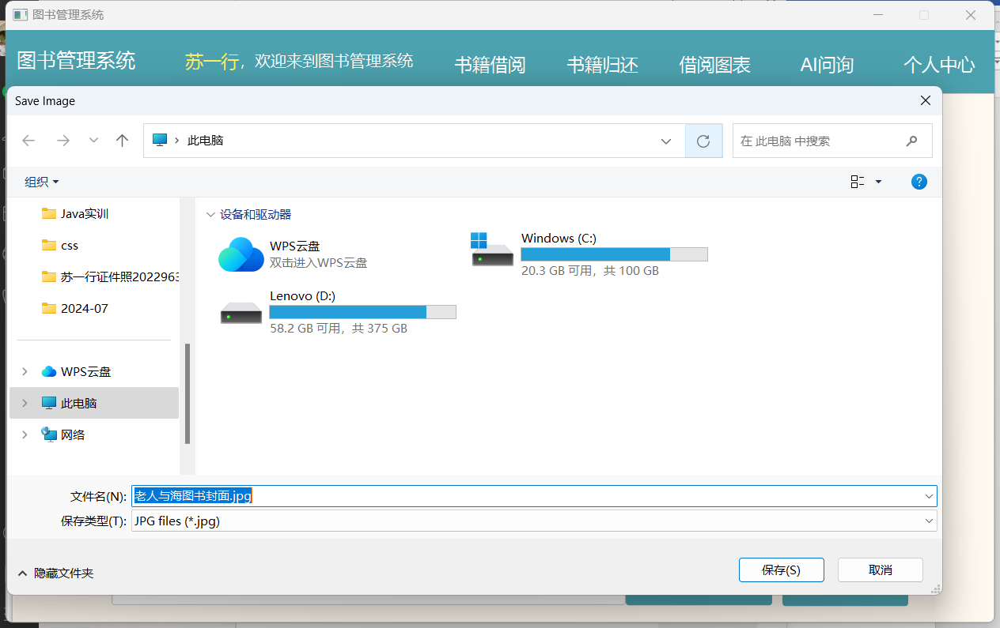 图书管理系统
图书管理系统
苏一行，欢迎来到图书管理系统
书籍借阅
书籍归还
借阅图表
AI问询
个人中心
Save Image
此电脑
在 此电脑 中搜索
组织
Java实训
css
苏一行证件照2022963
2024-07
WPS云盘
此电脑
网络
设备和驱动器
WPS云盘
双击进入WPS云盘
Windows (C:)
20.3 GB 可用，共 100 GB
Lenovo (D:)
58.2 GB 可用，共 375 GB
文件名(N):
老人与海图书封面.jpg
保存类型(T):
JPG files (*.jpg)
隐藏文件夹
保存(S)
取消